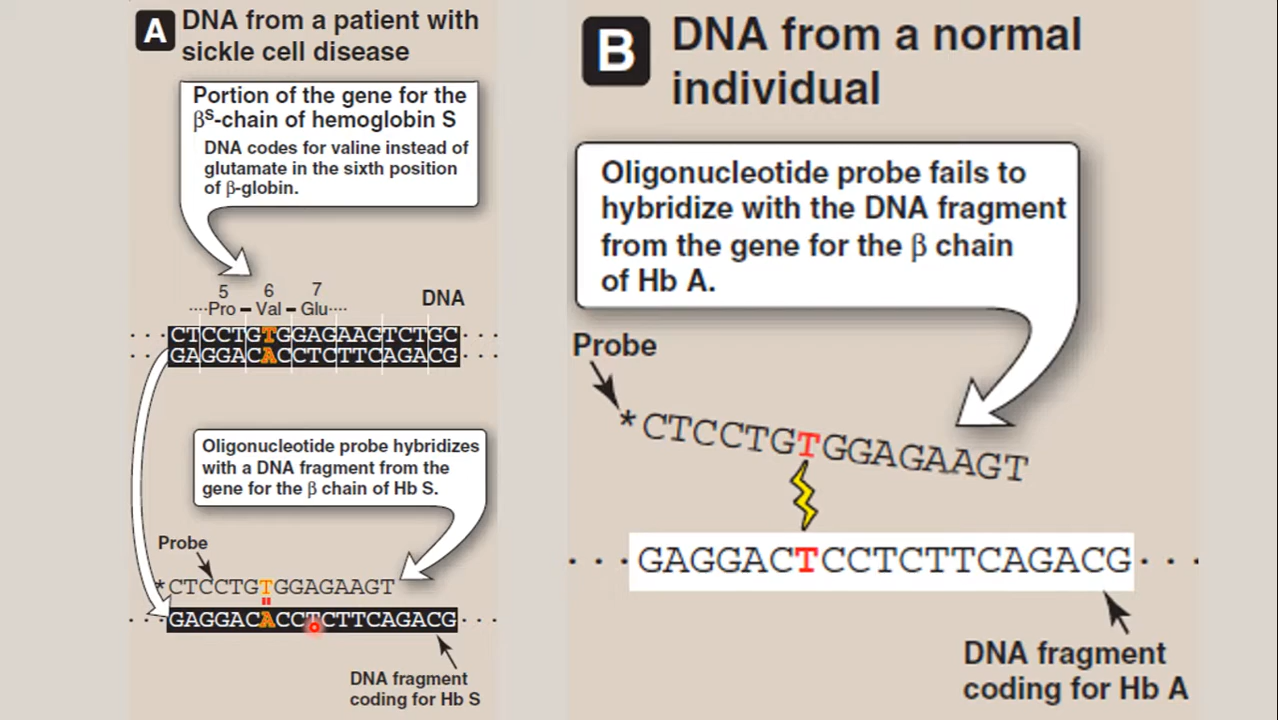 A DNA from a patient with
sickle cell disease
Portion of the gene for the
βS-chain of hemoglobin S
DNA codes for valine instead of
glutamate in the sixth position
of β-globin.
5 6 7
····Pro – Val – Glu····
DNA
· · · CTCCTGTGGAGAAGTCTGC · · ·
· · · GAGGACACCTCTTCAGACG · · ·
Oligonucleotide probe hybridizes
with a DNA fragment from the
gene for the β chain of Hb S.
Probe
*CTCCTGTGGAGAAGT
· · · GAGGACACCTCTTCAGACG · · ·
DNA fragment
coding for Hb S
B DNA from a normal
individual
Oligonucleotide probe fails to
hybridize with the DNA fragment
from the gene for the β chain
of Hb A.
Probe
*CTCCTGTGGAGAAGT
· · · GAGGACTCCTCTTCAGACG · · ·
DNA fragment
coding for Hb A